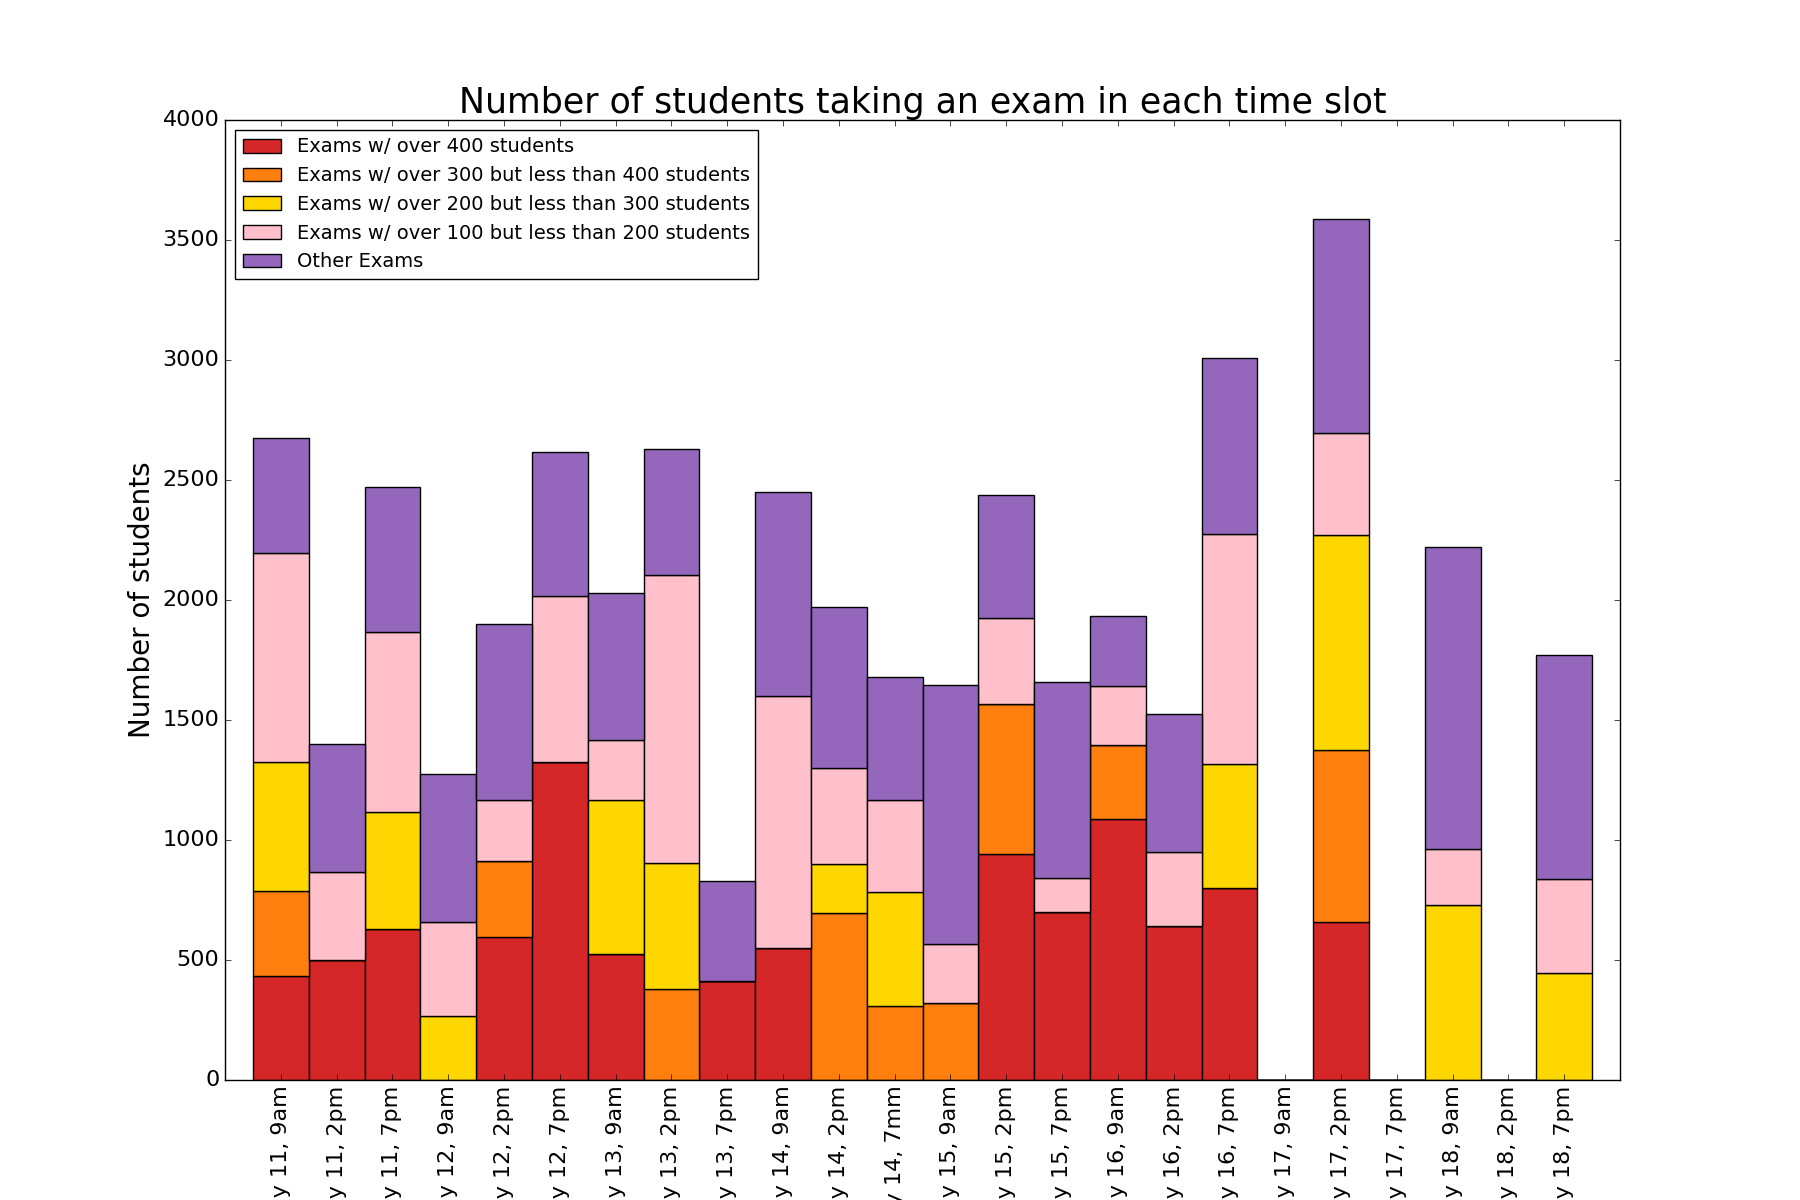 Number of students taking an exam in each time slot
Exams w/ over 400 students
Exams w/ over 300 but less than 400 students
Exams w/ over 200 but less than 300 students
Exams w/ over 100 but less than 200 students
Other Exams
4000
3500
3000
2500
2000
1500
1000
500
0
Number of students
y 11, 9am
y 11, 2pm
y 11, 7pm
y 12, 9am
y 12, 2pm
y 12, 7pm
y 13, 9am
y 13, 2pm
y 13, 7pm
y 14, 9am
y 14, 2pm
y 14, 7mm
y 15, 9am
y 15, 2pm
y 15, 7pm
y 16, 9am
y 16, 2pm
y 16, 7pm
y 17, 9am
y 17, 2pm
y 17, 7pm
y 18, 9am
y 18, 2pm
y 18, 7pm